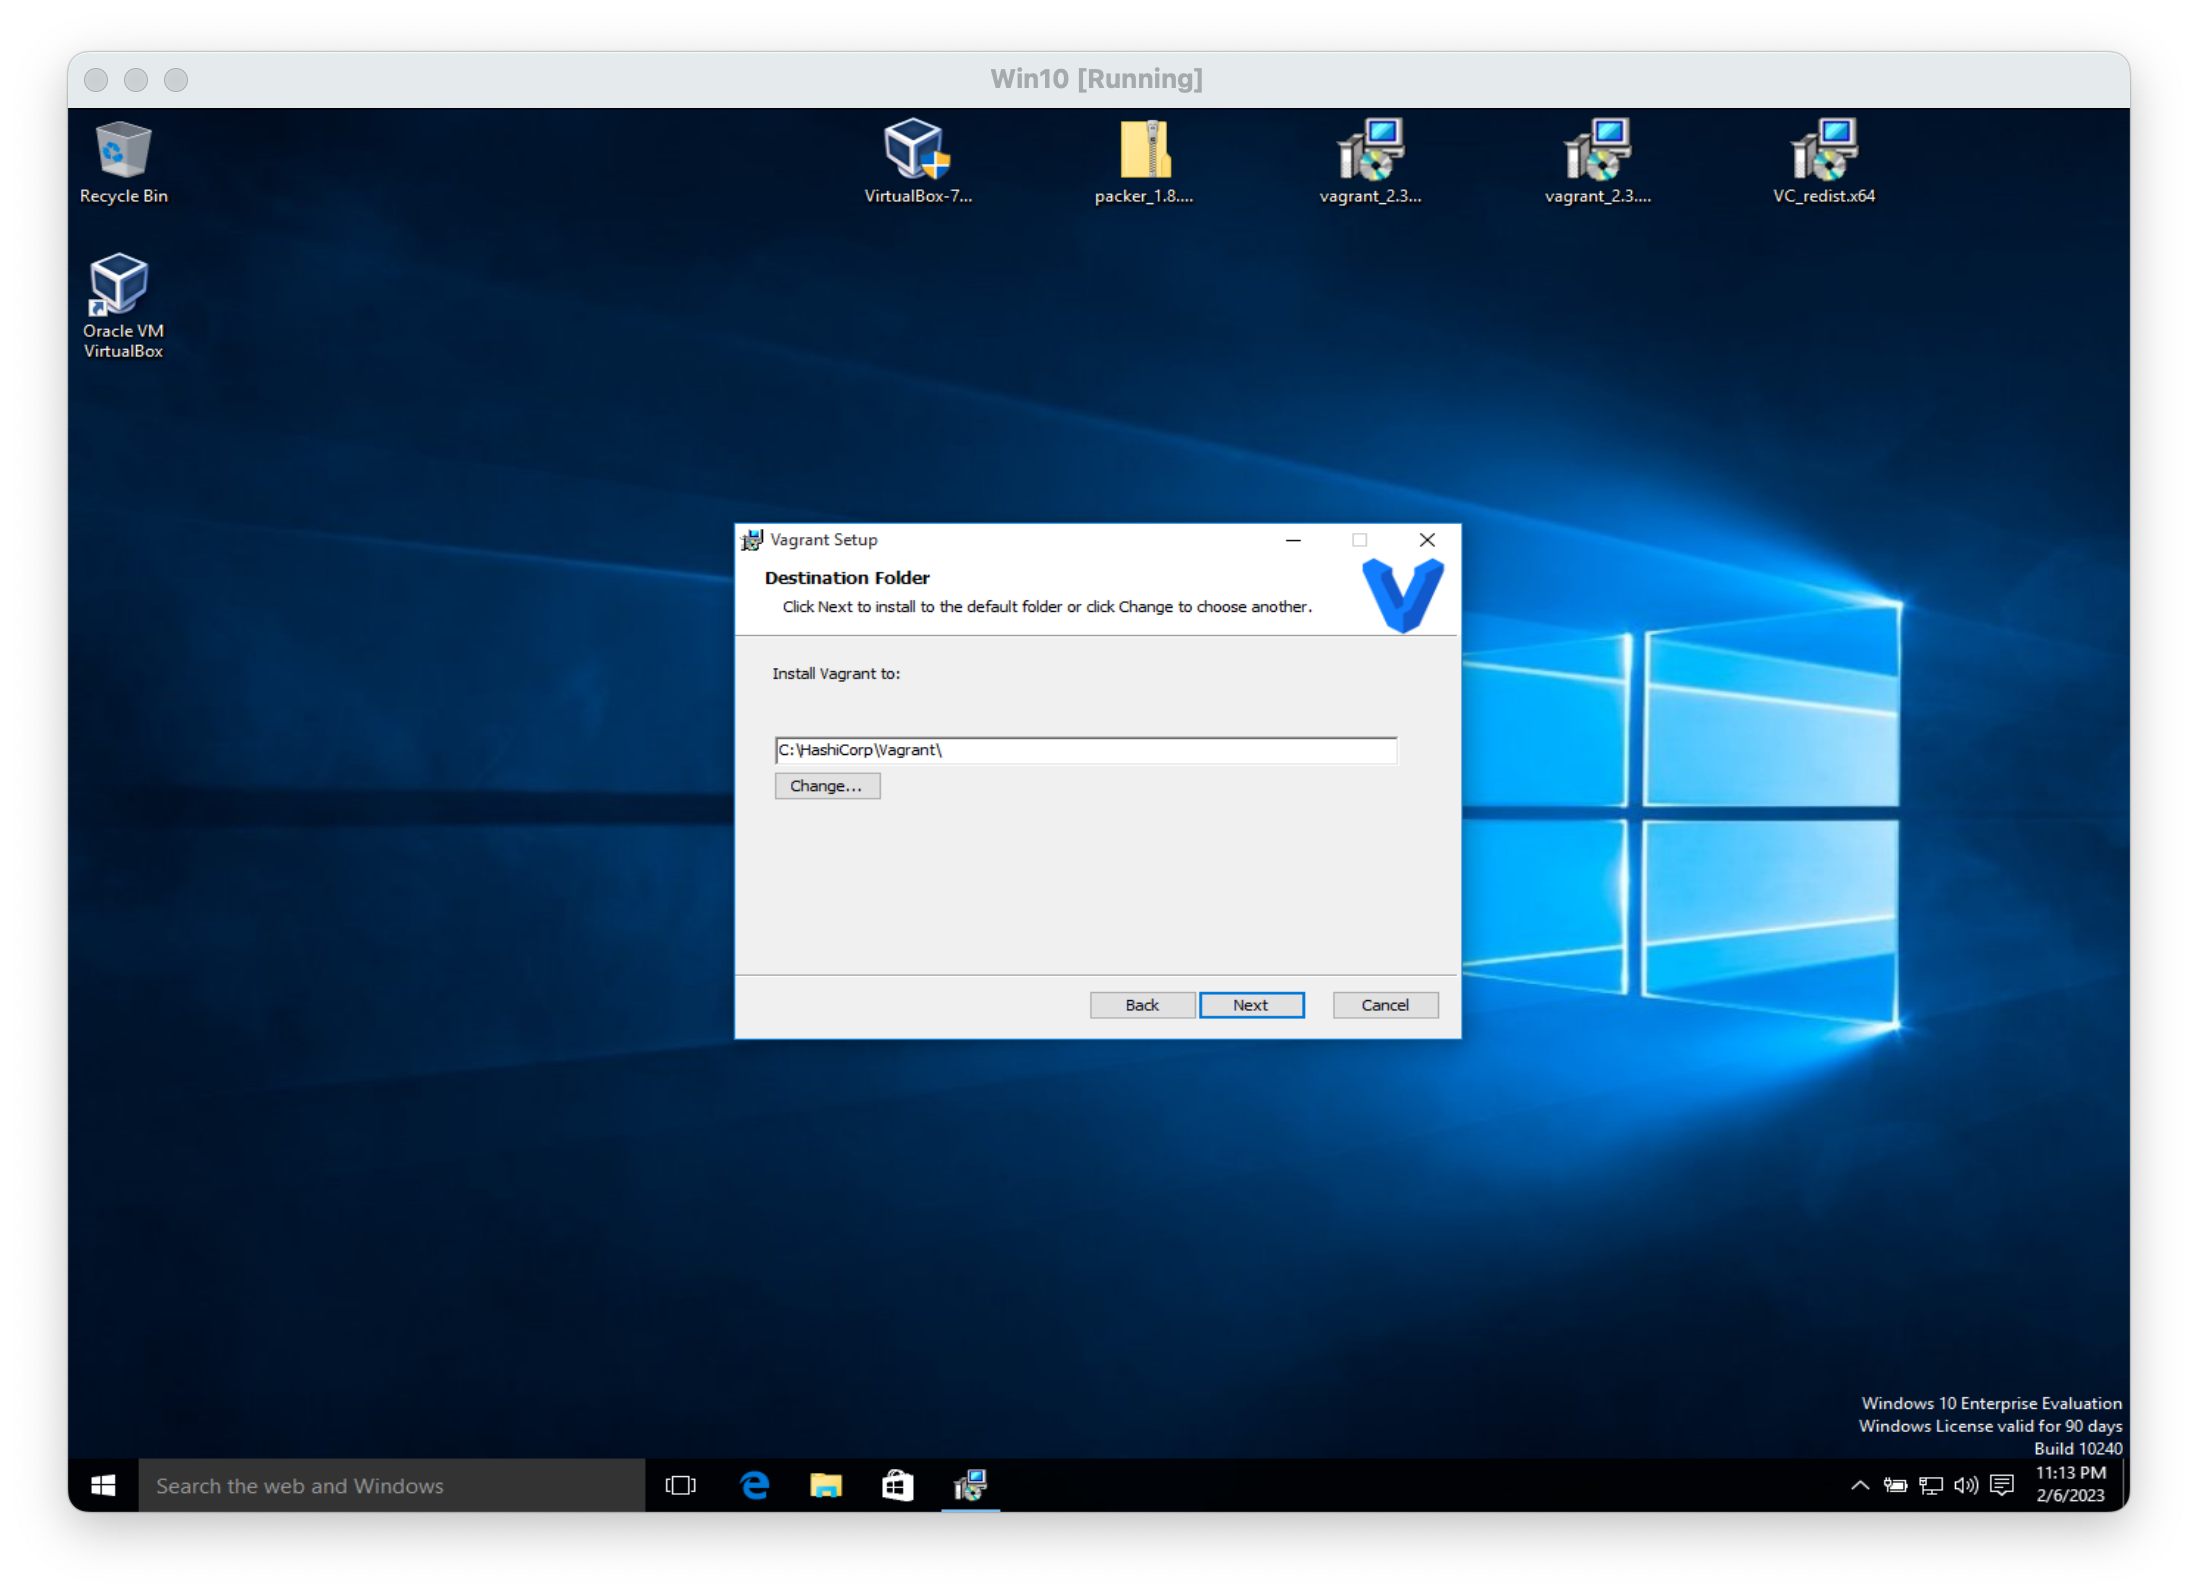 Win10 [Running]
Recycle Bin
VirtualBox-7...
packer_1.8....
vagrant_2.3...
vagrant_2.3....
VC_redist.x64
Oracle VM
VirtualBox
Vagrant Setup
Destination Folder
Click Next to install to the default folder or click Change to choose another.
Install Vagrant to:
C:\HashiCorp\Vagrant\
Change...
Back
Next
Cancel
Windows 10 Enterprise Evaluation
Windows License valid for 90 days
Build 10240
Search the web and Windows
11:13 PM
2/6/2023